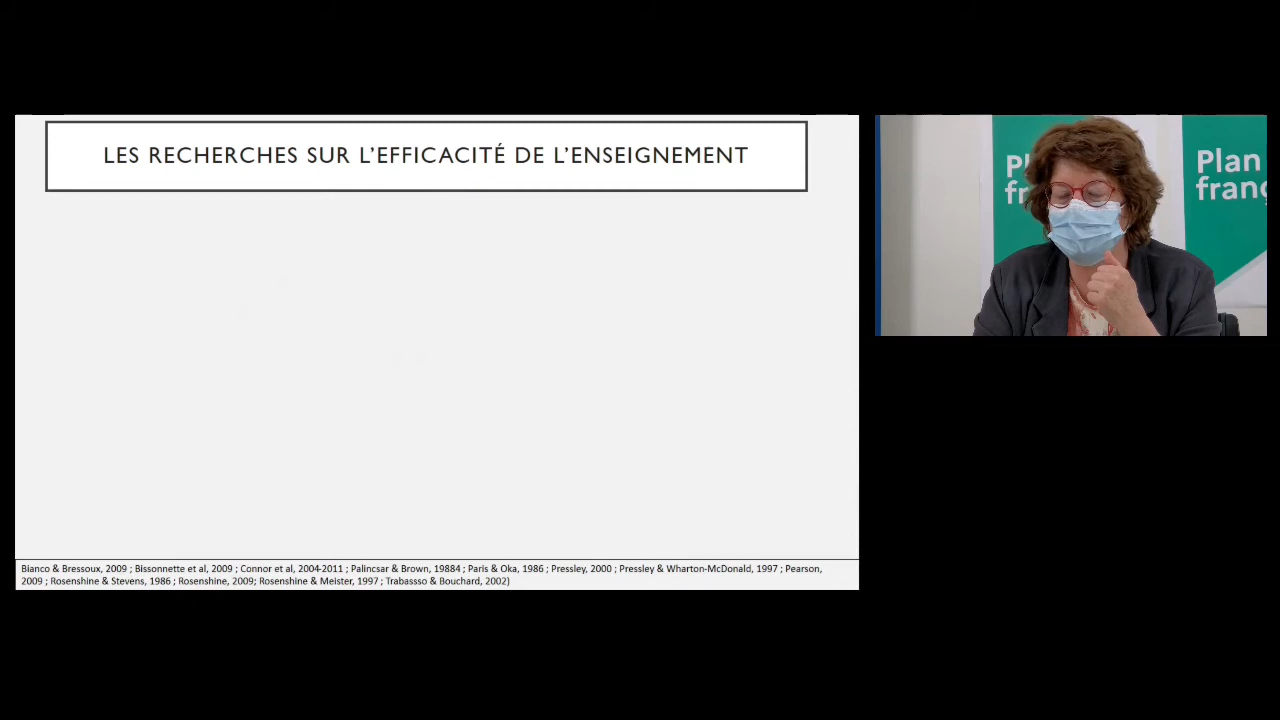 LES RECHERCHES SUR L’EFFICACITÉ DE L’ENSEIGNEMENT
Plan
franç
Bianco & Bressoux, 2009 ; Bissonnette et al, 2009 ; Connor et al, 2004-2011 ; Palincsar & Brown, 19884 ; Paris & Oka, 1986 ; Pressley, 2000 ; Pressley & Wharton-McDonald, 1997 ; Pearson,
2009 ; Rosenshine & Stevens, 1986 ; Rosenshine, 2009; Rosenshine & Meister, 1997 ; Trabassso & Bouchard, 2002)